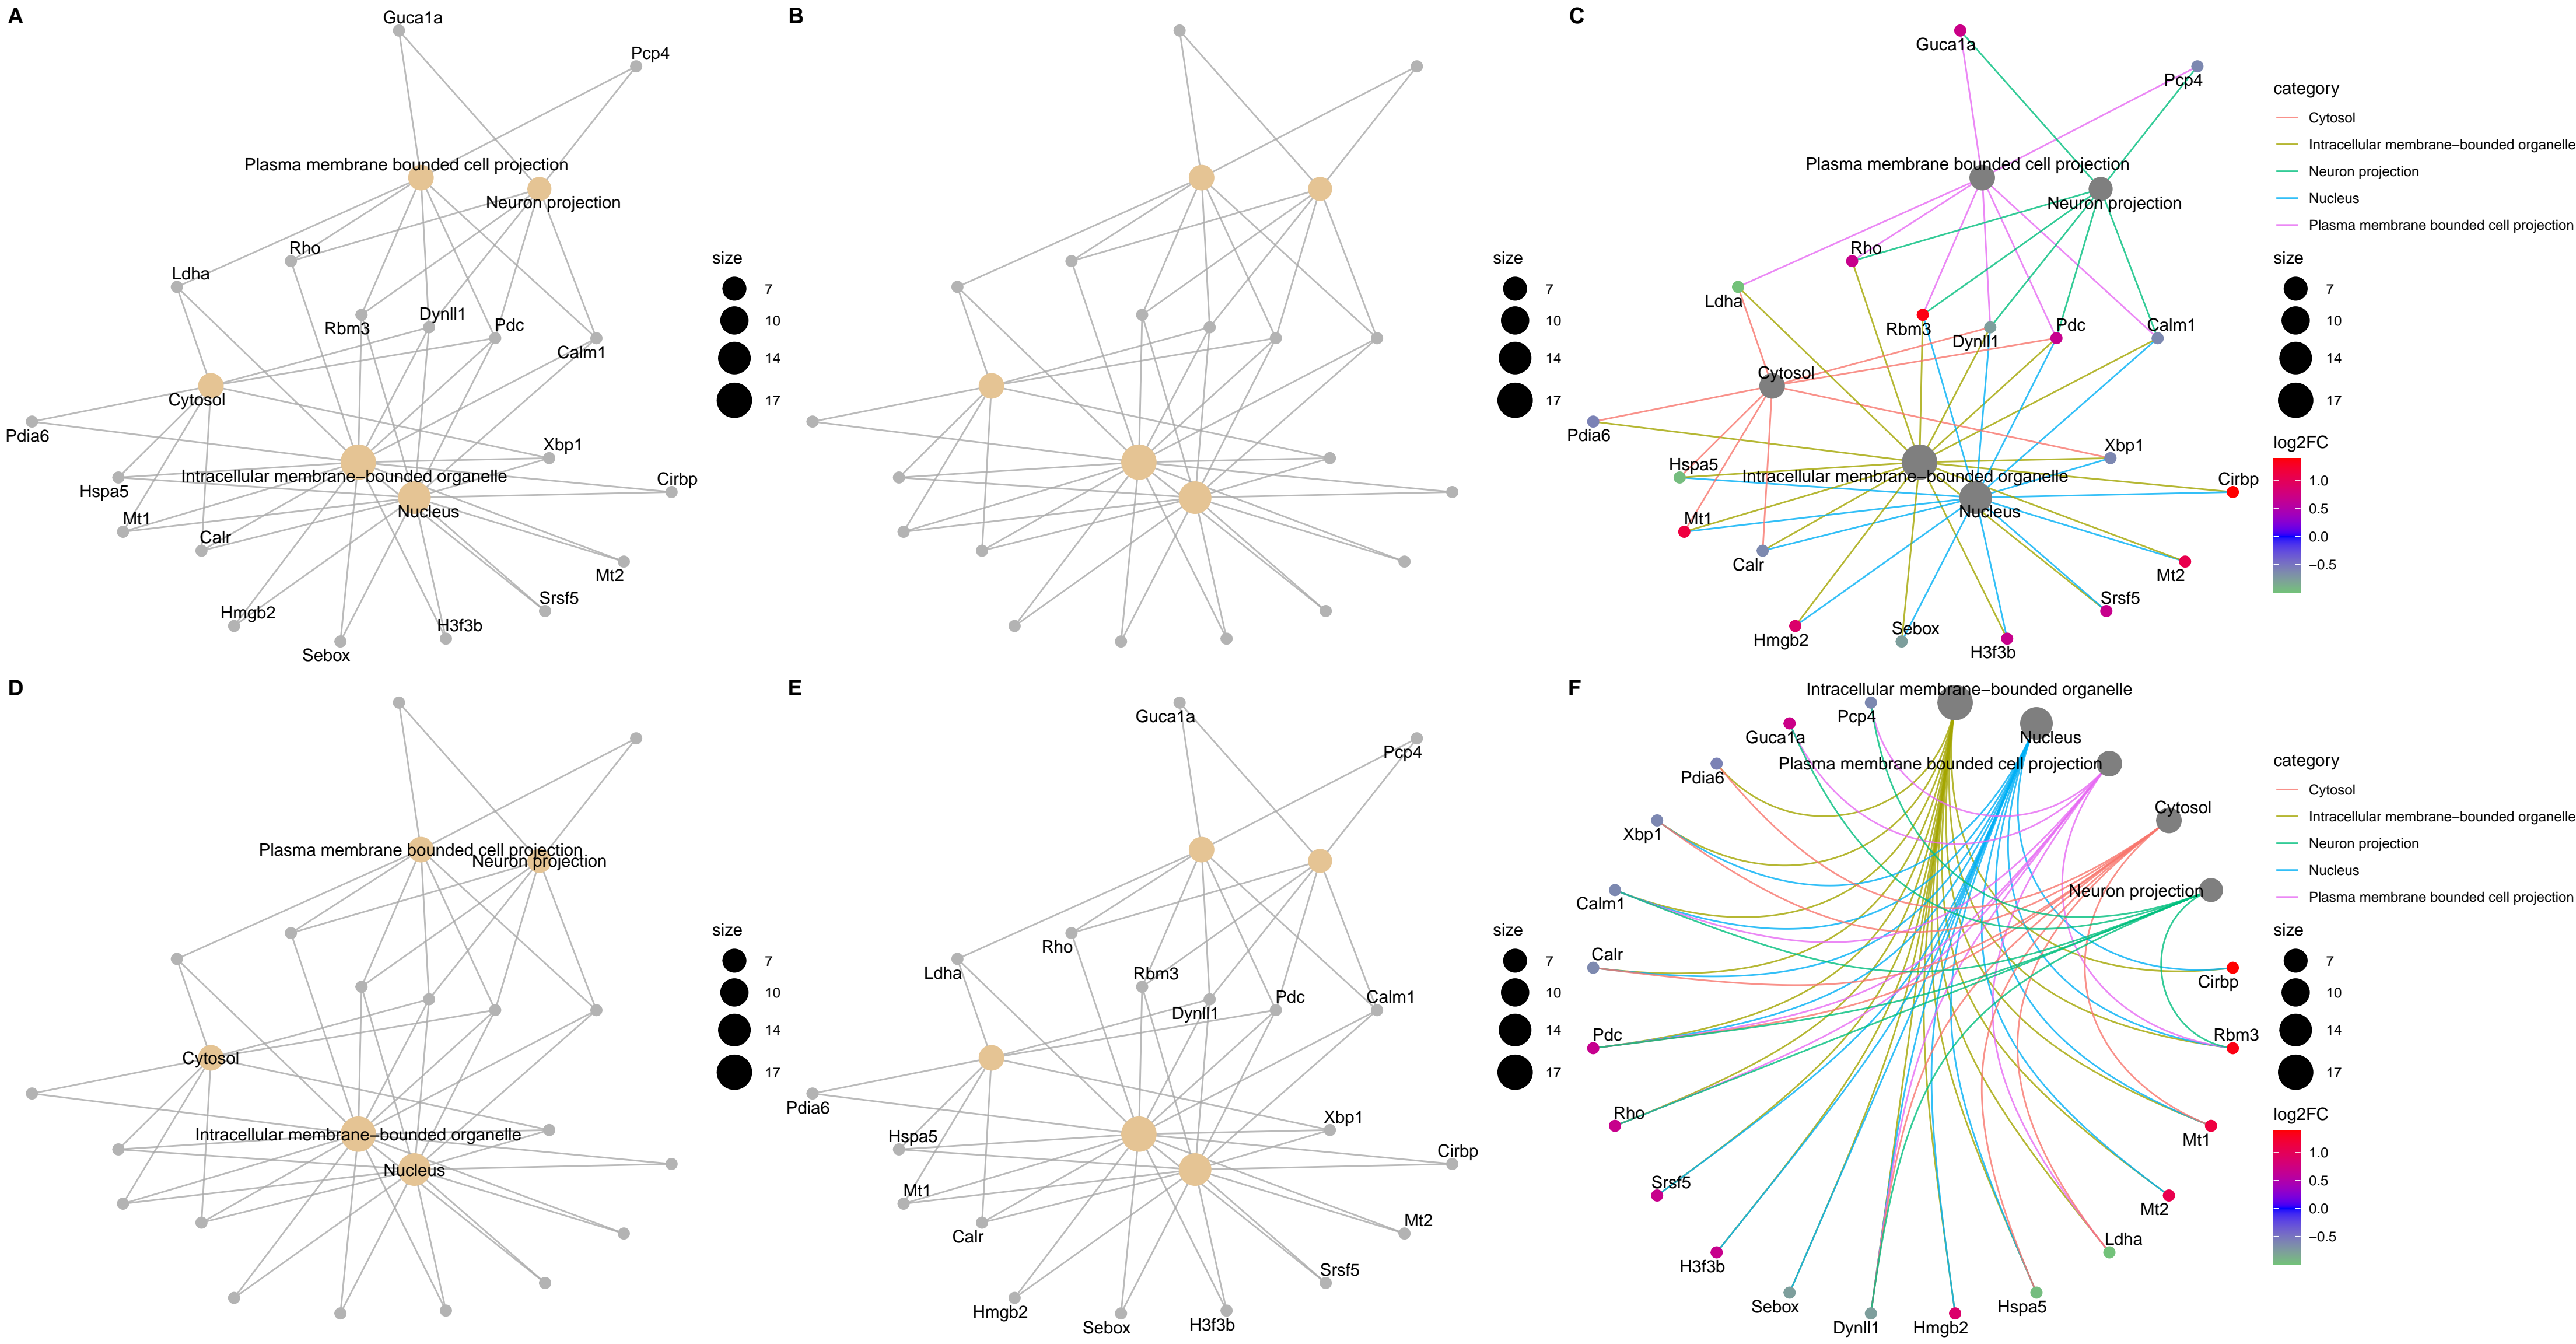 A
Guca1a
Pcp4
Plasma membrane bounded cell projection
Neuron projection
Rho
Ldha
Rbm3
Dynll1
Pdc
Calm1
Cytosol
Pdia6
Xbp1
Hspa5
Intracellular membrane−bounded organelle
Cirbp
Mt1
Nucleus
Calr
Mt2
Hmgb2
Srsf5
Sebox
H3f3b
size
7
10
14
17
B
size
7
10
14
17
C
Guca1a
Pcp4
Plasma membrane bounded cell projection
Neuron projection
Rho
Ldha
Rbm3
Dynll1
Pdc
Calm1
Cytosol
Pdia6
Xbp1
Hspa5
Intracellular membrane−bounded organelle
Cirbp
Mt1
Nucleus
Calr
Mt2
Srsf5
Hmgb2
Sebox
H3f3b
category
Cytosol
Intracellular membrane−bounded organelle
Neuron projection
Nucleus
Plasma membrane bounded cell projection
size
7
10
14
17
log2FC
1.0
0.5
0.0
−0.5
D
Plasma membrane bounded cell projection
Neuron projection
Cytosol
Intracellular membrane−bounded organelle
Nucleus
size
7
10
14
17
E
Guca1a
Pcp4
Rho
Ldha
Rbm3
Dynll1
Pdc
Calm1
Pdia6
Xbp1
Hspa5
Cirbp
Mt1
Calr
Mt2
Srsf5
Hmgb2
Sebox
H3f3b
size
7
10
14
17
F
Intracellular membrane−bounded organelle
Pcp4
Guca1a
Nucleus
Plasma membrane bounded cell projection
Pdia6
Cytosol
Xbp1
Neuron projection
Calm1
Calr
Cirbp
Pdc
Rbm3
Rho
Mt1
Srsf5
Mt2
H3f3b
Ldha
Sebox
Dynll1
Hmgb2
Hspa5
category
Cytosol
Intracellular membrane−bounded organelle
Neuron projection
Nucleus
Plasma membrane bounded cell projection
size
7
10
14
17
log2FC
1.0
0.5
0.0
−0.5